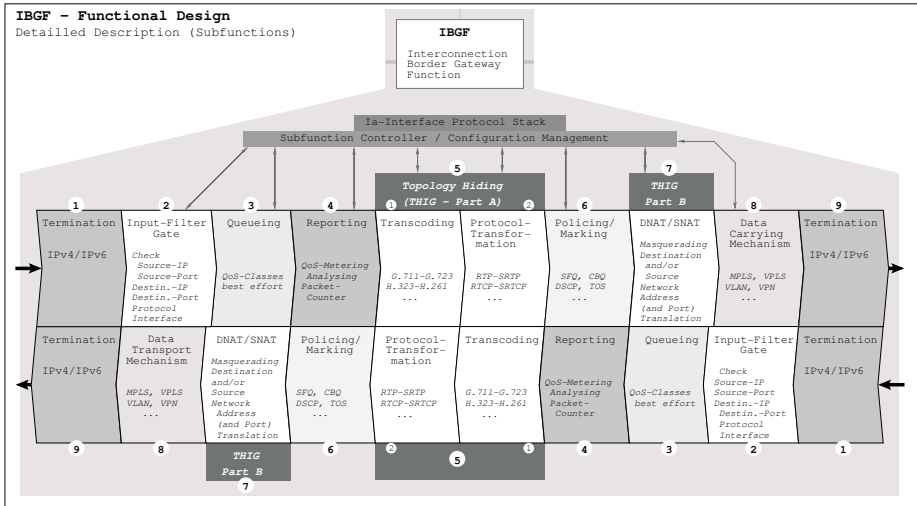 IBGF – Functional Design
Detailled Description (Subfunctions)
IBGF
Interconnection
Border Gateway
Function
Ia-Interface Protocol Stack
Subfunction Controller / Configuration Management
5
Topology Hiding
(THIG – Part A)
7
THIG
Part B
1
Termination
IPv4/IPv6
2
Input-Filter
Gate
Check
Source-IP
Source-Port
Destin.-IP
Destin.-Port
Protocol
Interface
3
Queueing
QoS-Classes
best effort
4
Reporting
QoS-Metering
Analysing
Packet-
Counter
1
Transcoding
G.711-G.723
H.323-H.261
...
2
Protocol-
Transfor-
mation
RTP-SRTP
RTCP-SRTCP
...
6
Policing/
Marking
SFQ, CBQ
DSCP, TOS
...
DNAT/SNAT
Masquerading
Destination
and/or
Source
Network
Address
(and Port)
Translation
8
Data
Carrying
Mechanism
MPLS, VPLS
VLAN, VPN
...
9
Termination
IPv4/IPv6
Termination
IPv4/IPv6
9
Data
Transport
Mechanism
MPLS, VPLS
VLAN, VPN
...
8
DNAT/SNAT
Masquerading
Destination
and/or
Source
Network
Address
(and Port)
Translation
THIG
Part B
7
Policing/
Marking
SFQ, CBQ
DSCP, TOS
...
6
Protocol-
Transfor-
mation
RTP-SRTP
RTCP-SRTCP
...
2
Transcoding
G.711-G.723
H.323-H.261
...
1
5
Reporting
QoS-Metering
Analysing
Packet-
Counter
4
Queueing
QoS-Classes
best effort
3
Input-Filter
Gate
Check
Source-IP
Source-Port
Destin.-IP
Destin.-Port
Protocol
Interface
2
Termination
IPv4/IPv6
1